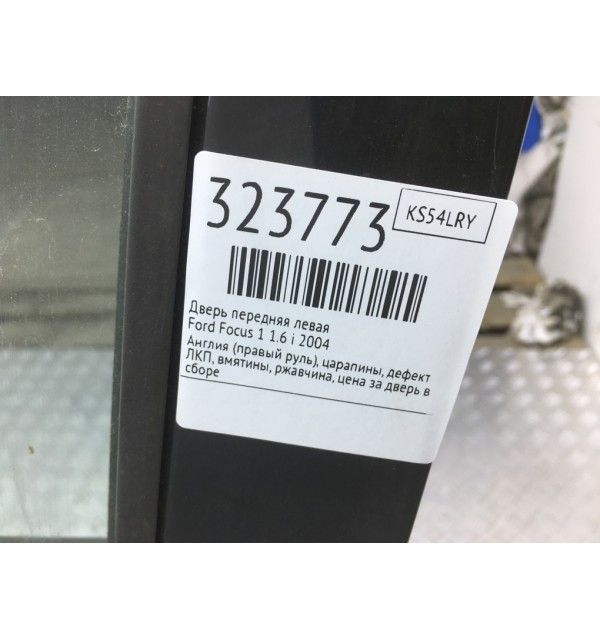 323773
KS54LRY
Дверь передняя левая
Ford Focus 1 1.6 i 2004
Англия (правый руль), царапины, дефект
ЛКП, вмятины, ржавчина, цена за дверь в
сборе